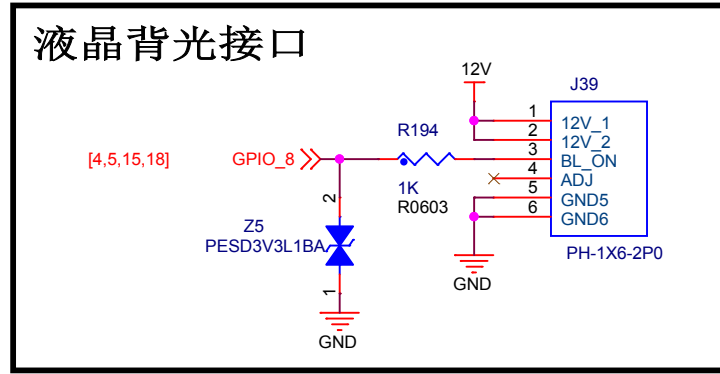 液晶背光接口
12V
J39
R194
1 12V_1
2 12V_2
[4,5,15,18] GPIO_8
3 BL_ON
4 ADJ
1K
5 GND5
R0603
6 GND6
2
Z5
PESD3V3L1BA
PH-1X6-2P0
GND
1
GND